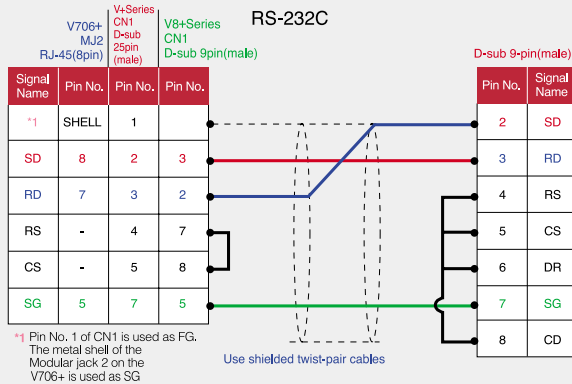 RS-232C
V706+
MJ2
RJ-45(8pin)
V+Series
CN1
D-sub
25pin
(male)
V8+Series
CN1
D-sub 9pin(male)
D-sub 9-pin(male)
Signal Name Pin No. Pin No. Pin No.
*1 SHELL 1
SD 8 2 3
RD 7 3 2
RS - 4 7
CS - 5 8
SG 5 7 5
Pin No. Signal Name
2 SD
3 RD
4 RS
5 CS
6 DR
7 SG
8 CD
*1 Pin No. 1 of CN1 is used as FG.
The metal shell of the
Modular jack 2 on the
V706+ is used as SG
Use shielded twist-pair cables